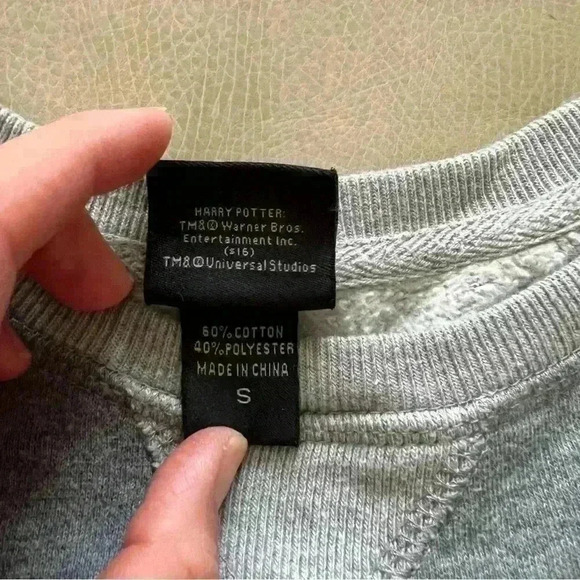 HARRY POTTER:
TM&© Warner Bros.
Entertainment Inc.
(s16)
TM&©Universal Studios
60%COTTON
40%POLYESTER
MADE IN CHINA
S